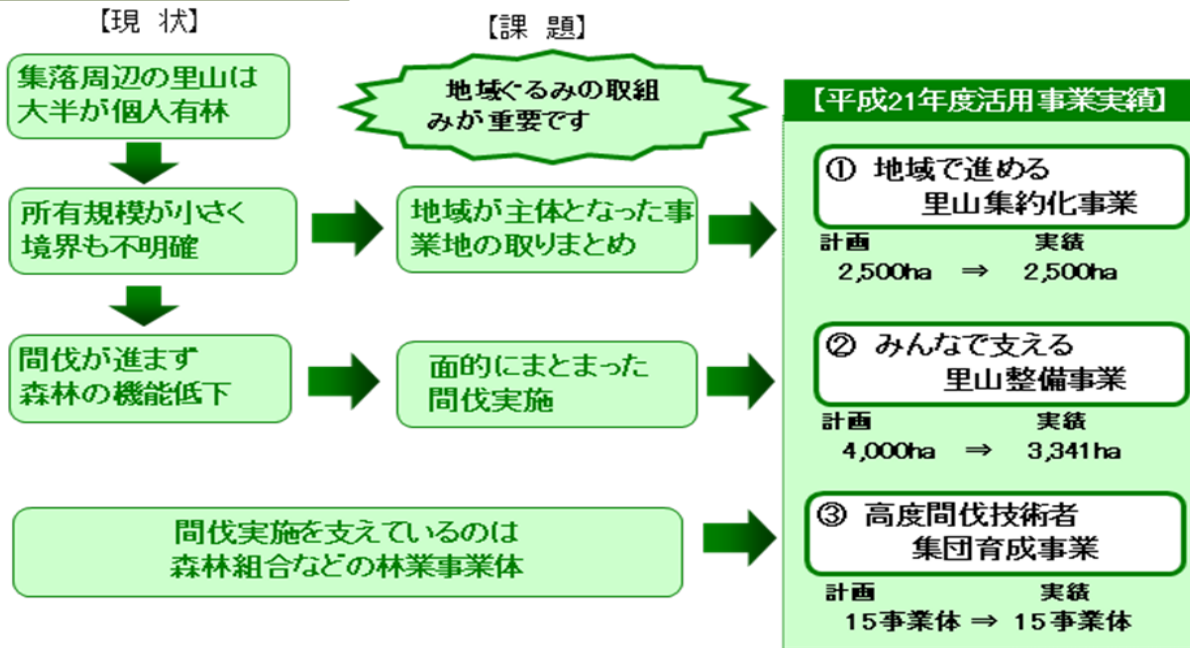 【現 状】
集落周辺の里山は
大半が個人有林
所有規模が小さく
境界も不明確
間伐が進まず
森林の機能低下
間伐実施を支えているのは
森林組合などの林業事業体
【課 題】
地域ぐるみの取組
みが重要です
地域が主体となった事
業地の取りまとめ
面的にまとまった
間伐実施
【平成21年度活用事業実績】
① 地域で進める
里山集約化事業
計画 実績
2,500ha ⇒ 2,500ha
② みんなで支える
里山整備事業
計画 実績
4,000ha ⇒ 3,341ha
③ 高度間伐技術者
集団育成事業
計画 実績
15事業体 ⇒ 15事業体